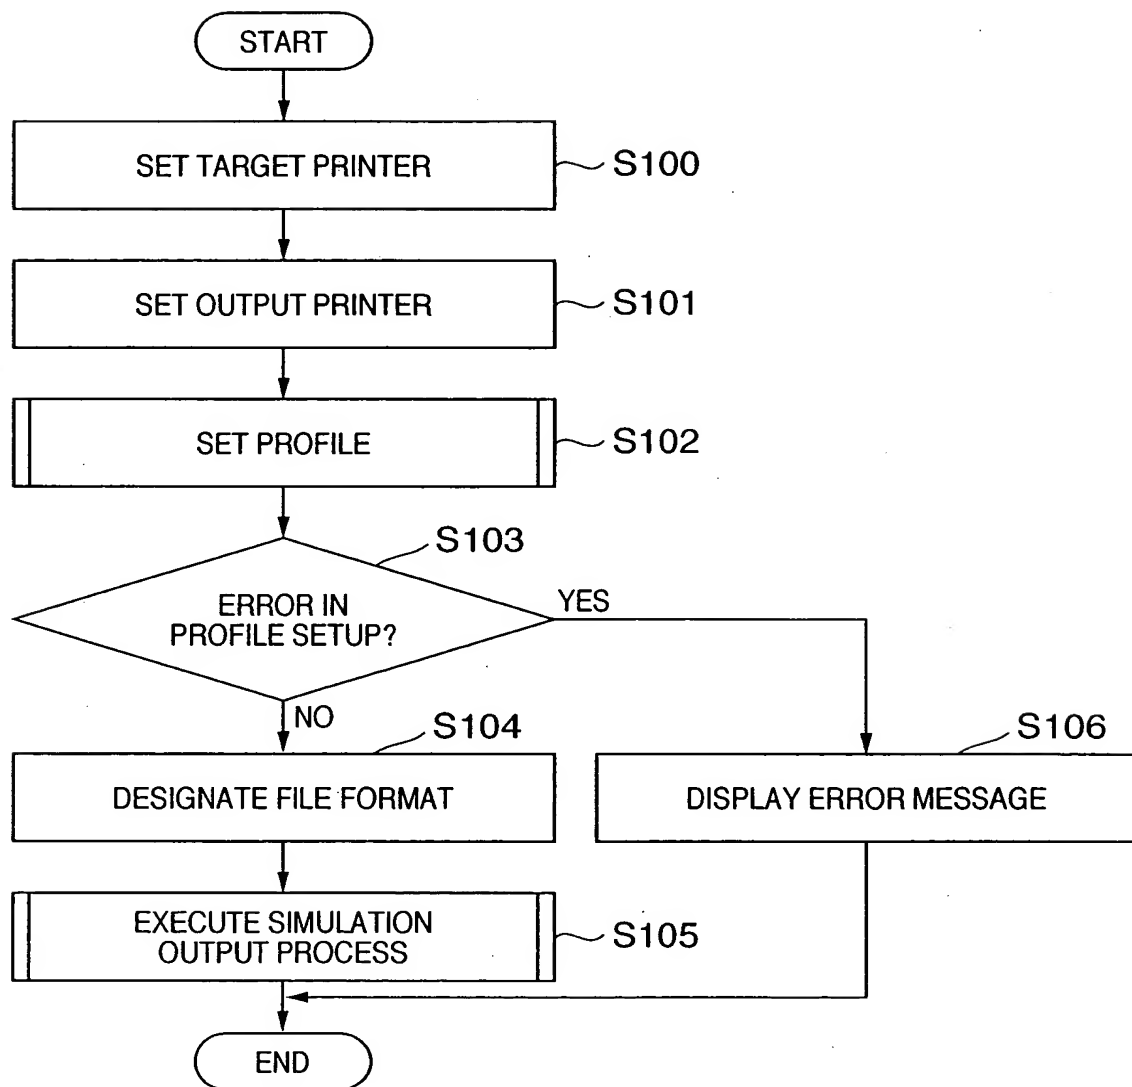 START
SET TARGET PRINTER
S100
SET OUTPUT PRINTER
S101
SET PROFILE
S102
S103
ERROR IN
PROFILE SETUP?
YES
NO
S104
DESIGNATE FILE FORMAT
S106
DISPLAY ERROR MESSAGE
EXECUTE SIMULATION
OUTPUT PROCESS
S105
END